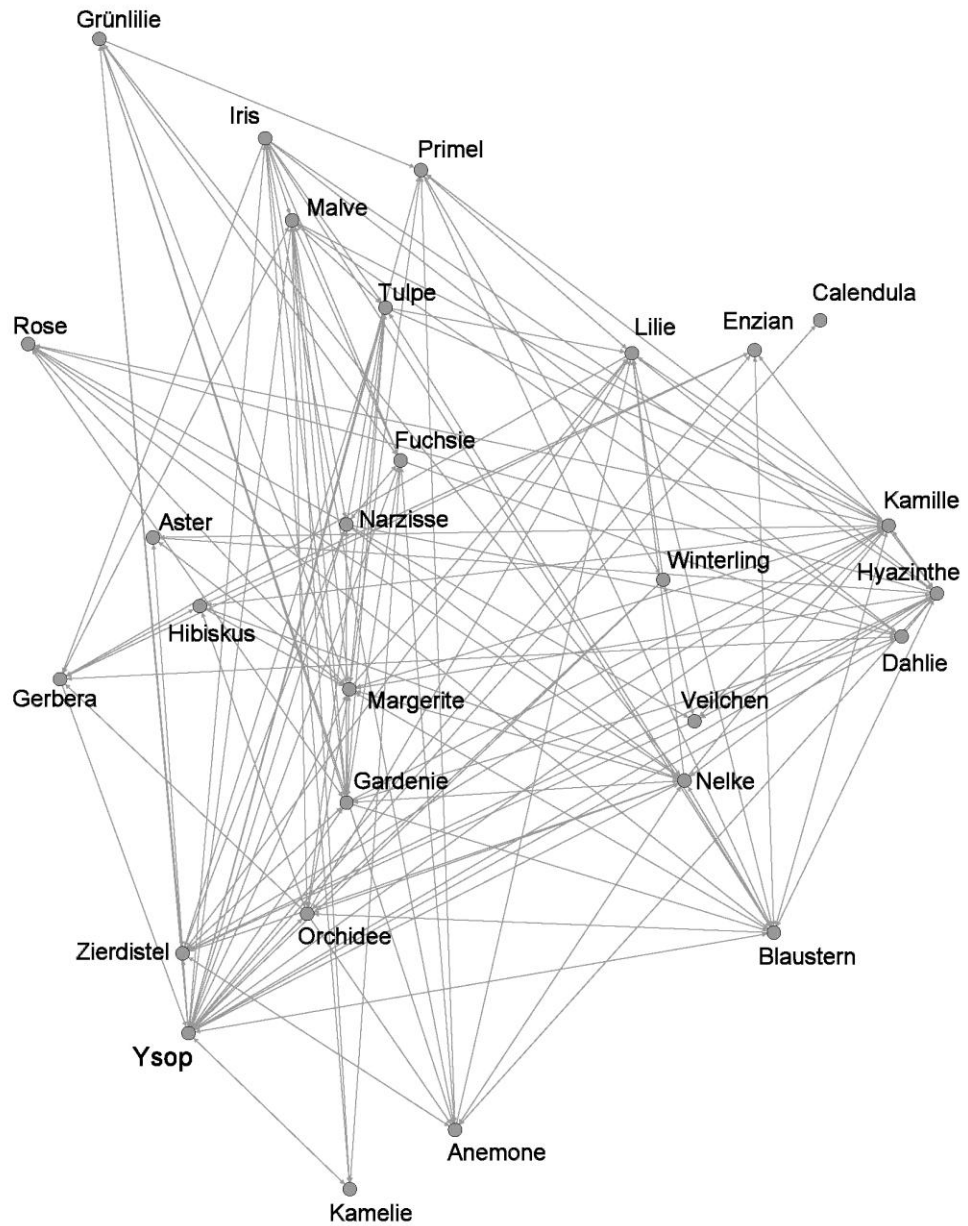 Grünlilie
Iris
Primel
Malve
Tulpe
Calendula
Enzian
Rose
Lilie
Fuchsie
Kamille
Aster
Narzisse
Winterling
Hyazinthe
Hibiskus
Dahlie
Gerbera
Margerite
Veilchen
Gardenie
Nelke
Orchidee
Zierdistel
Blaustern
Ysop
Anemone
Kamelie